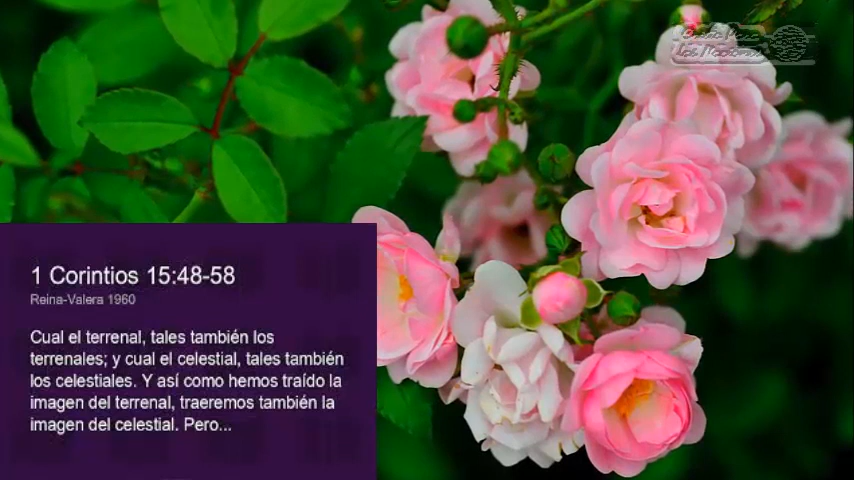 1 Corintios 15:48-58
Reina-Valera 1960
Cual el terrenal, tales también los
terrenales; y cual el celestial, tales también
los celestiales. Y así como hemos traído la
imagen del terrenal, traeremos también la
imagen del celestial. Pero...